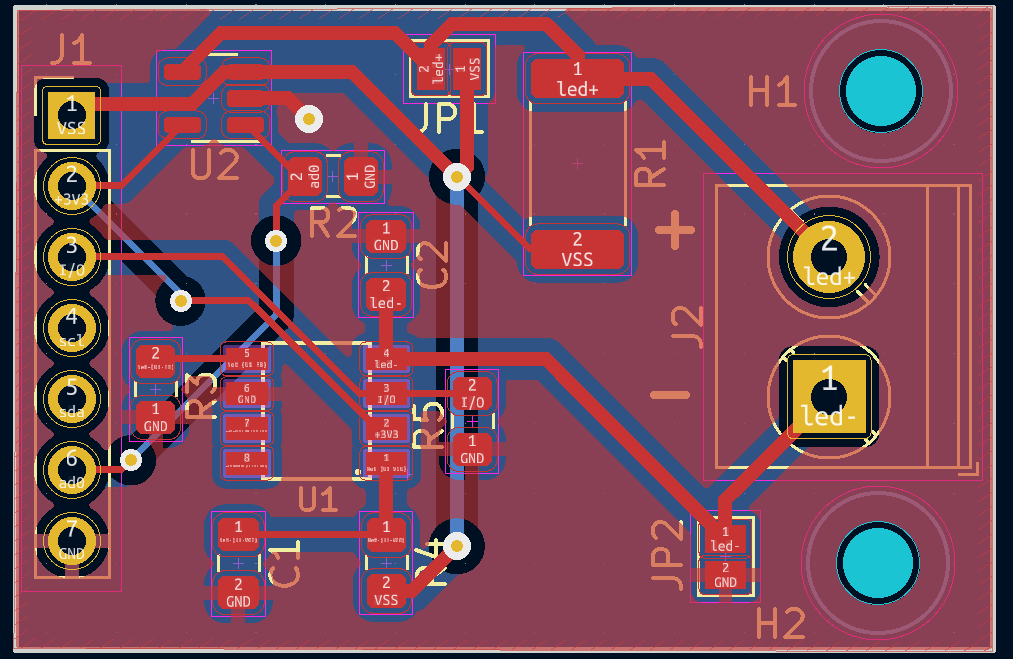 J1
1
VSS
2
+3V3
3
I/O
4
scl
5
sda
6
ad0
7
GND
U2
2
led+
1
VSS
JP1
1
led+
R1
2
VSS
H1
2
ad0
1
GND
R2
1
GND
2
led-
C2
+
2
led+
J2
1
led-
-
2
1
GND
R3
5
6
GND
7
8
4
led-
3
I/O
2
+3V3
1
U1
2
I/O
1
GND
R5
1
2
GND
C1
1
2
VSS
R4
1
led-
2
GND
JP2
H2